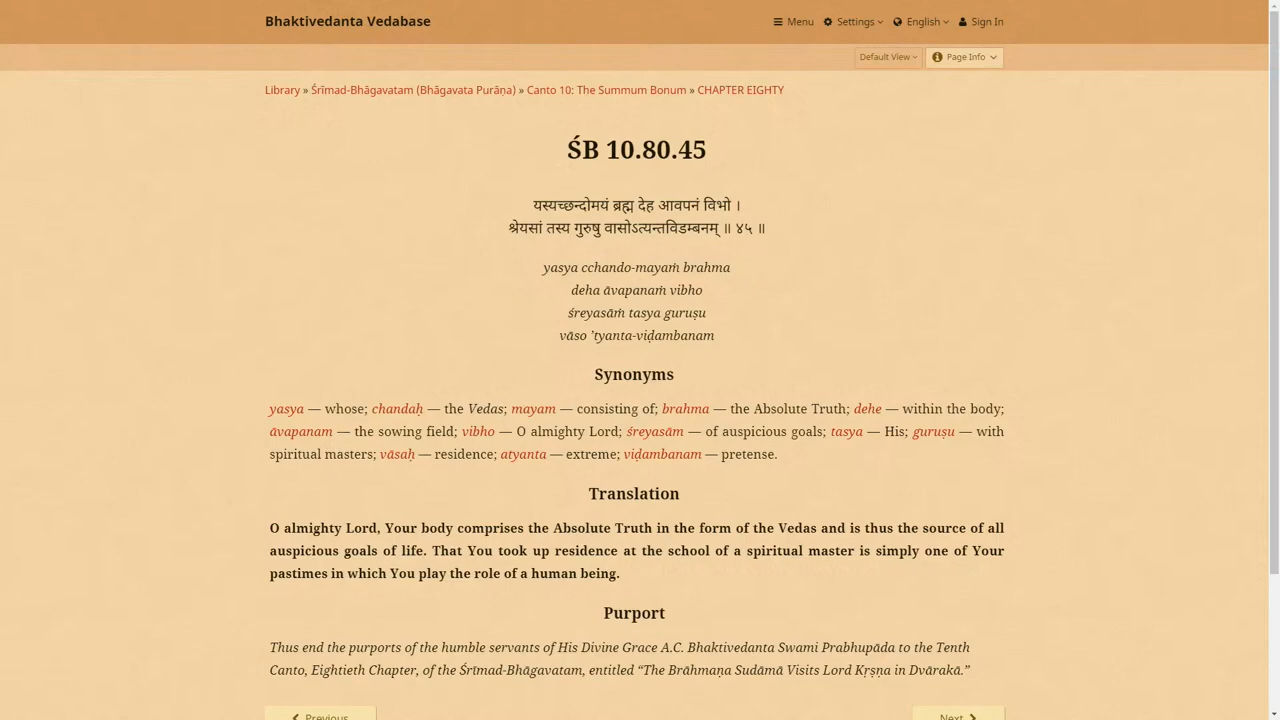 Bhaktivedanta Vedabase
Menu Settings English Sign In
Default View Page Info
Library » Śrīmad-Bhāgavatam (Bhāgavata Purāṇa) » Canto 10: The Summum Bonum » CHAPTER EIGHTY
ŚB 10.80.45
यस्यच्छन्दोमयं ब्रह्म देह आवपनं विभो ।
श्रेयसां तस्य गुरुषु वासोऽत्यन्तविडम्बनम् ॥ ४५ ॥
yasya cchando-mayaṁ brahma
deha āvapanaṁ vibho
śreyasāṁ tasya guruṣu
vāso ’tyanta-viḍambanam
Synonyms
yasya — whose; chandaḥ — the Vedas; mayam — consisting of; brahma — the Absolute Truth; dehe — within the body;
āvapanam — the sowing field; vibho — O almighty Lord; śreyasām — of auspicious goals; tasya — His; guruṣu — with
spiritual masters; vāsaḥ — residence; atyanta — extreme; viḍambanam — pretense.
Translation
O almighty Lord, Your body comprises the Absolute Truth in the form of the Vedas and is thus the source of all
auspicious goals of life. That You took up residence at the school of a spiritual master is simply one of Your
pastimes in which You play the role of a human being.
Purport
Thus end the purports of the humble servants of His Divine Grace A.C. Bhaktivedanta Swami Prabhupāda to the Tenth
Canto, Eightieth Chapter, of the Śrīmad-Bhāgavatam, entitled “The Brāhmaṇa Sudāmā Visits Lord Kṛṣṇa in Dvārakā.”
Previous Next